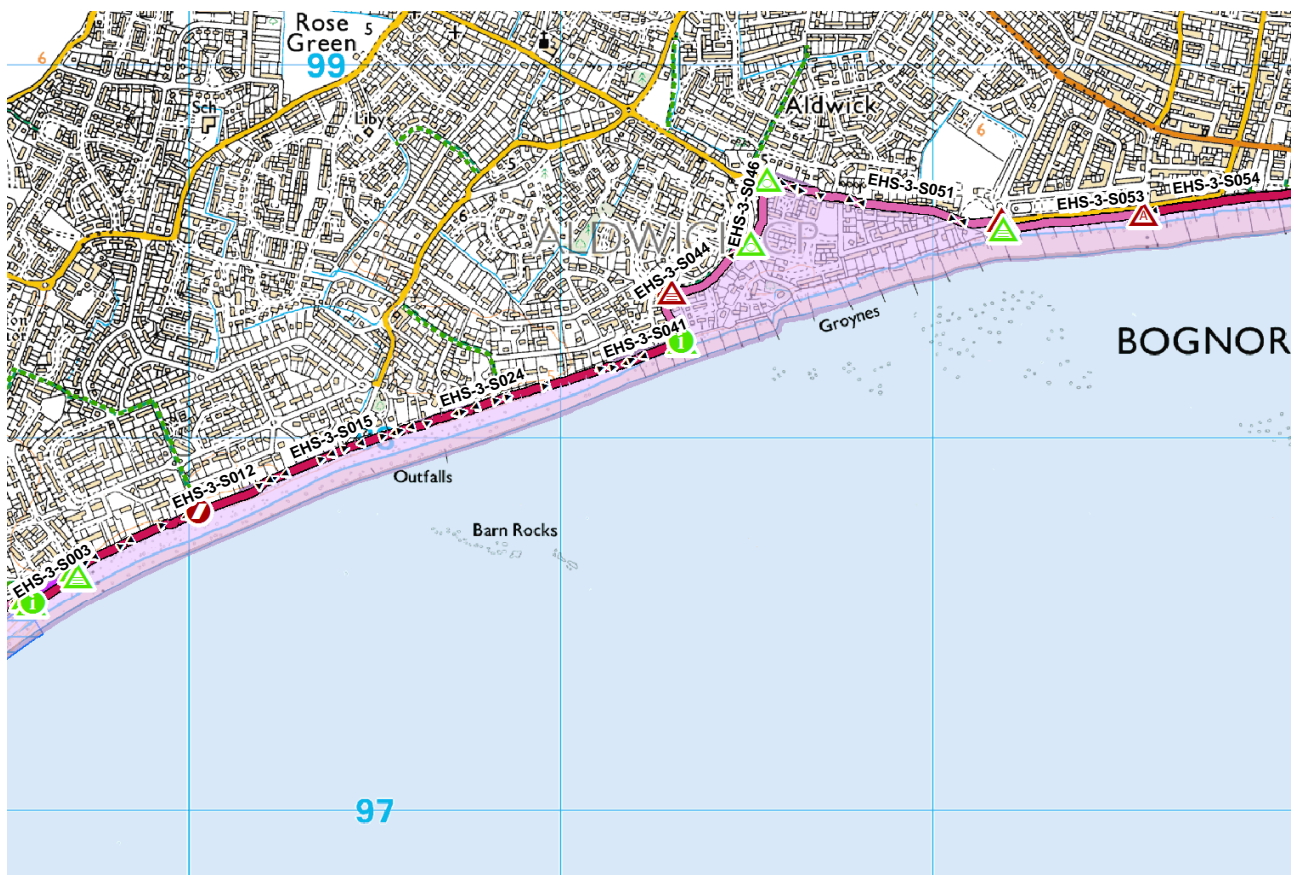 Rose
Green
5
6
99
Sch
Liby
Aldwick
6
5
6
EHS-3-S046
EHS-3-S051
EHS-3-S053
EHS-3-S054
ALDWICK CP
EHS-3-S044
EHS-3-S041
Groynes
BOGNOR
5
EHS-3-S024
EHS-3-S015
EHS-3-S012
Outfalls
Barn Rocks
EHS-3-S003
i
i
97